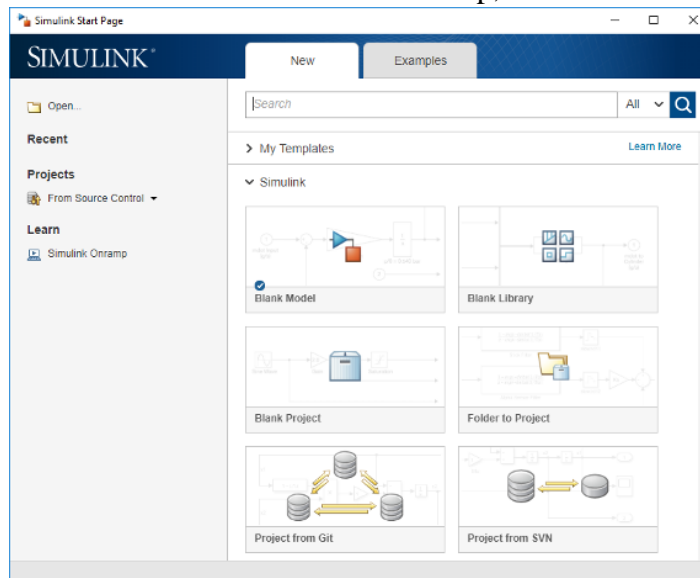 Simulink Start Page
SIMULINK®
New
Examples
Open...
Recent
Projects
From Source Control
Learn
Simulink Onramp
Search
All
My Templates
Learn More
Simulink
Blank Model
Blank Library
Blank Project
Folder to Project
Project from Git
Project from SVN